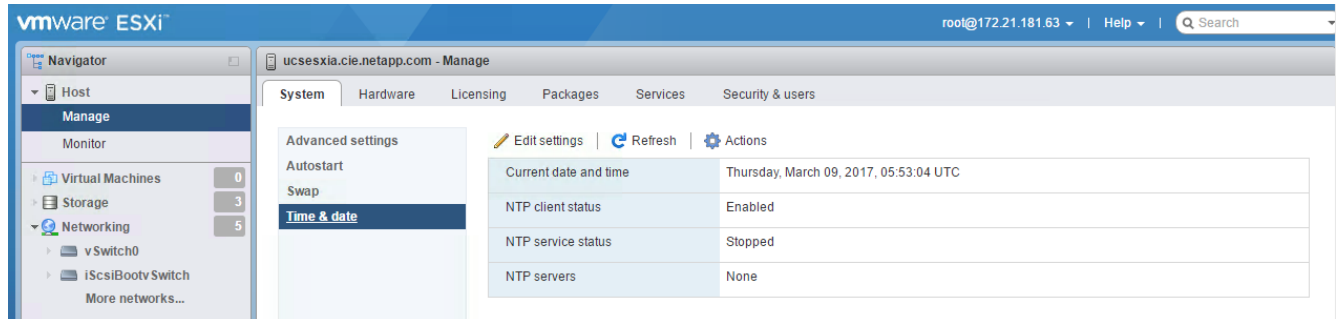 vmware ESXi™
root@172.21.181.63 | Help | Search
Navigator
ucsesxia.cie.netapp.com - Manage
Host
Manage
Monitor
Virtual Machines 0
Storage 3
Networking 5
vSwitch0
iScsiBootvSwitch
More networks...
System Hardware Licensing Packages Services Security & users
Advanced settings
Autostart
Swap
Time & date
Edit settings | Refresh | Actions
Current date and time Thursday, March 09, 2017, 05:53:04 UTC
NTP client status Enabled
NTP service status Stopped
NTP servers None